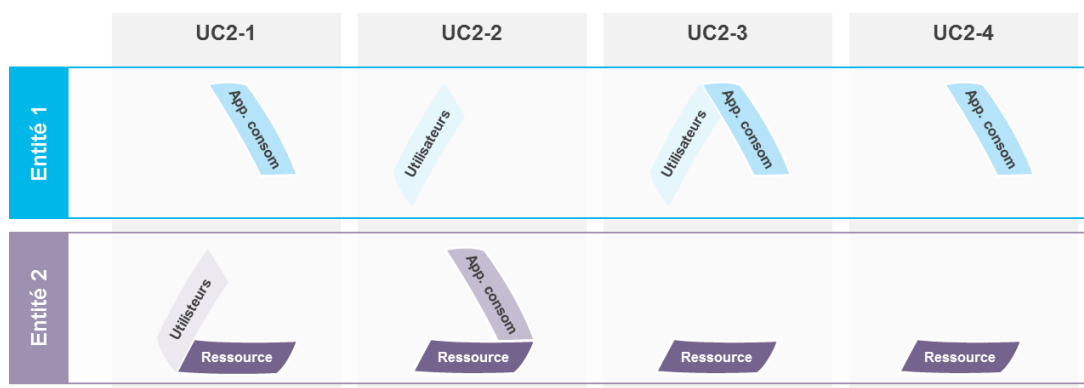 UC2-1
UC2-2
UC2-3
UC2-4
Entité 1
App. consom
Utilisateurs
Utilisateurs
App. consom
App. consom
Entité 2
Utilisteurs
Ressource
App. consom
Ressource
Ressource
Ressource